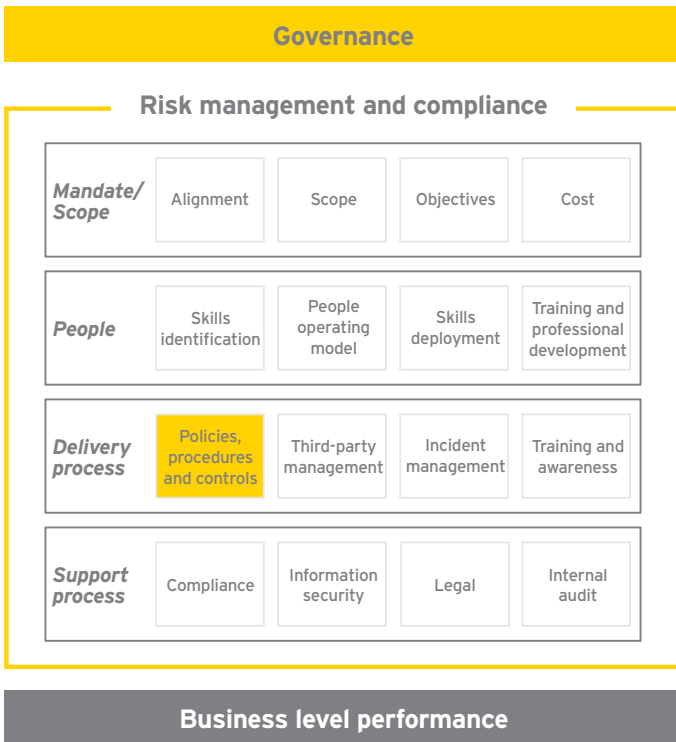 Governance
Risk management and compliance
Mandate/
Scope
Alignment
Scope
Objectives
Cost
People
Skills
identification
People
operating
model
Skills
deployment
Training and
professional
development
Delivery
process
Policies,
procedures
and controls
Third-party
management
Incident
management
Training and
awareness
Support
process
Compliance
Information
security
Legal
Internal
audit
Business level performance